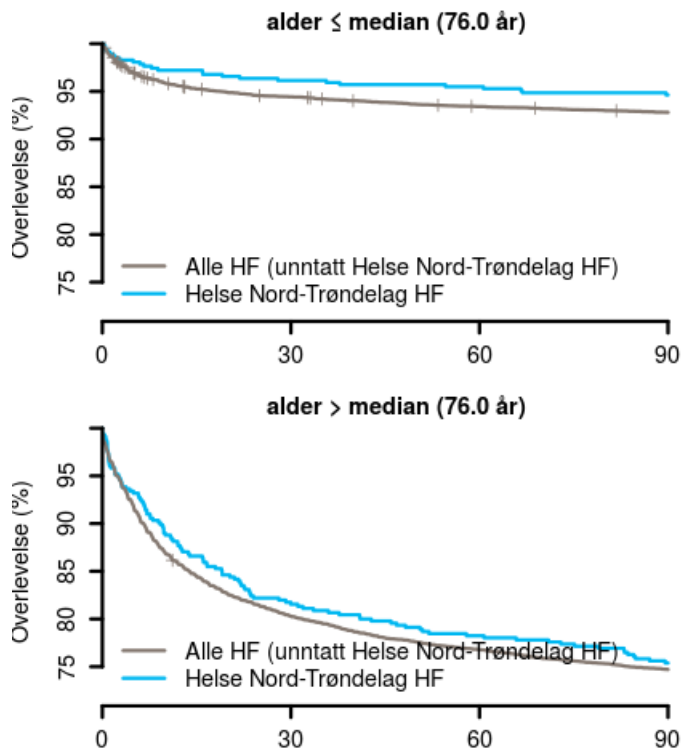 alder ≤ median (76.0 år)
95
90
85
80
75
Overlevelse (%)
Alle HF (unntatt Helse Nord-Trøndelag HF)
Helse Nord-Trøndelag HF
0 30 60 90
alder > median (76.0 år)
95
90
85
80
75
Overlevelse (%)
Alle HF (unntatt Helse Nord-Trøndelag HF)
Helse Nord-Trøndelag HF
0 30 60 90